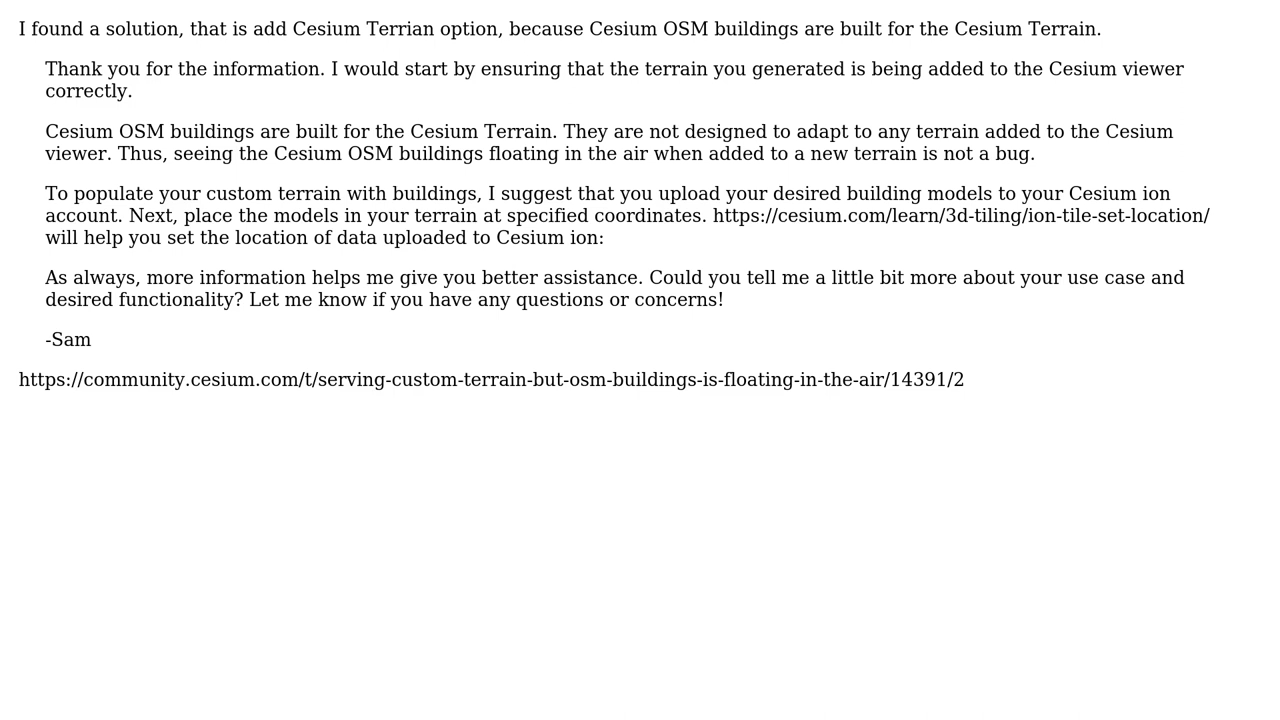 I found a solution, that is add Cesium Terrian option, because Cesium OSM buildings are built for the Cesium Terrain.
Thank you for the information. I would start by ensuring that the terrain you generated is being added to the Cesium viewer
correctly.
Cesium OSM buildings are built for the Cesium Terrain. They are not designed to adapt to any terrain added to the Cesium
viewer. Thus, seeing the Cesium OSM buildings floating in the air when added to a new terrain is not a bug.
To populate your custom terrain with buildings, I suggest that you upload your desired building models to your Cesium ion
account. Next, place the models in your terrain at specified coordinates. https://cesium.com/learn/3d-tiling/ion-tile-set-location/
will help you set the location of data uploaded to Cesium ion:
As always, more information helps me give you better assistance. Could you tell me a little bit more about your use case and
desired functionality? Let me know if you have any questions or concerns!
-Sam
https://community.cesium.com/t/serving-custom-terrain-but-osm-buildings-is-floating-in-the-air/14391/2